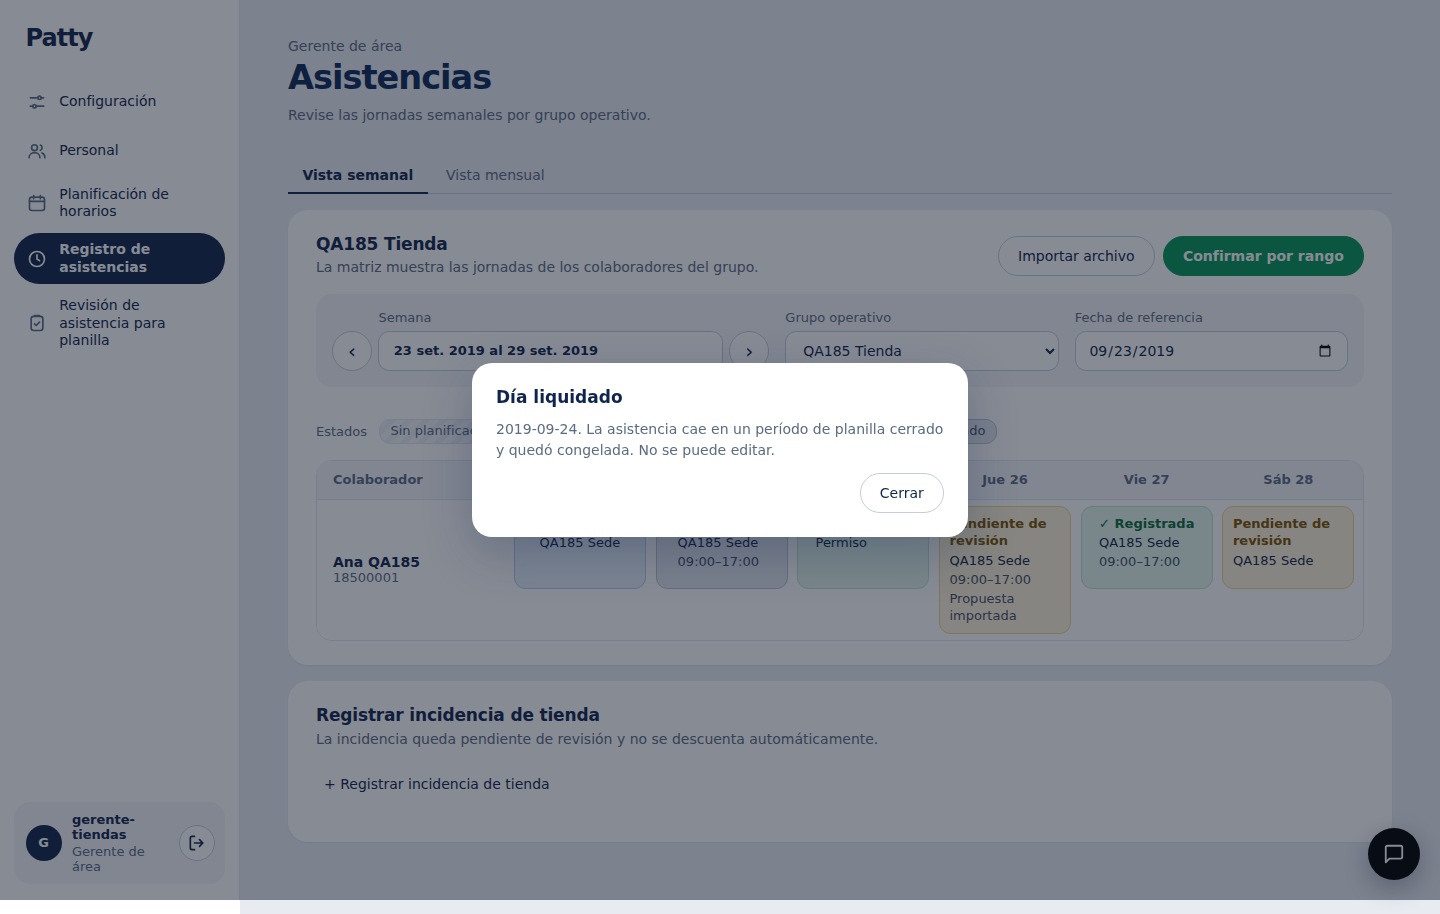 Patty
Configuración
Personal
Planificación de
horarios
Registro de
asistencias
Revisión de
asistencia para
planilla
gerente-
tiendas
Gerente de
área
G
Gerente de área
Asistencias
Revise las jornadas semanales por grupo operativo.
Vista semanal
Vista mensual
QA185 Tienda
La matriz muestra las jornadas de los colaboradores del grupo.
Importar archivo
Confirmar por rango
Semana
Grupo operativo
Fecha de referencia
‹
23 set. 2019 al 29 set. 2019
›
QA185 Tienda
09/23/2019
Día liquidado
2019-09-24. La asistencia cae en un período de planilla cerrado
y quedó congelada. No se puede editar.
Cerrar
Estados
Sin planificac
do
Colaborador
Jue 26
Vie 27
Sáb 28
Ana QA185
18500001
QA185 Sede
QA185 Sede
09:00–17:00
Permiso
ndiente de
revisión
QA185 Sede
09:00–17:00
Propuesta
importada
✓ Registrada
QA185 Sede
09:00–17:00
Pendiente de
revisión
QA185 Sede
Registrar incidencia de tienda
La incidencia queda pendiente de revisión y no se descuenta automáticamente.
+ Registrar incidencia de tienda